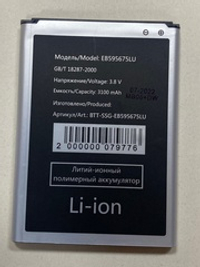 Модель/Model: EB595675LU
GB/T 18287-2000
Напряжение/Voltage: 3.8 V
Емкость/Capacity: 3100 mAh
Изготовлено/Produced:
Артикул/Art.: BTT-SSG-EB595675LU
2 000000 079776
Литий-ионный
полимерный аккумулятор
Li-ion